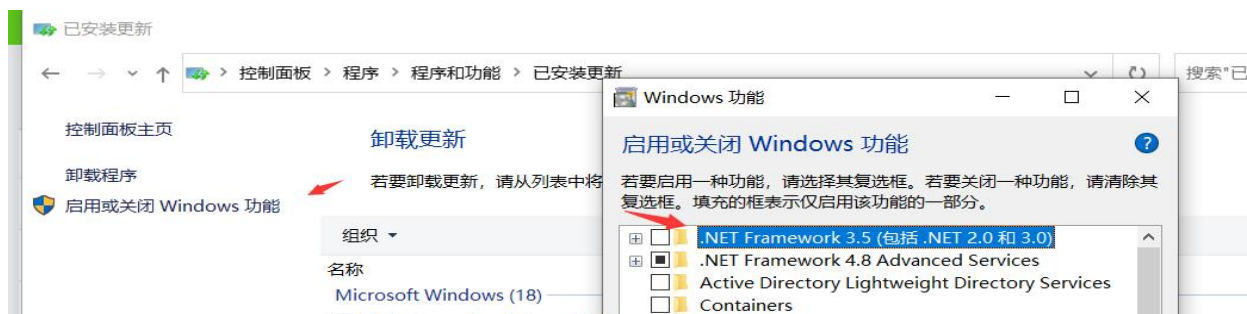 已安装更新
控制面板 > 程序 > 程序和功能 > 已安装更新
搜索"已
控制面板主页
卸载程序
启用或关闭 Windows 功能
卸载更新
若要卸载更新，请从列表中将
组织
名称
Microsoft Windows (18)
Windows 功能
启用或关闭 Windows 功能
若要启用一种功能，请选择其复选框。若要关闭一种功能，请清除其
复选框。填充的框表示仅启用该功能的一部分。
.NET Framework 3.5 (包括 .NET 2.0 和 3.0)
.NET Framework 4.8 Advanced Services
Active Directory Lightweight Directory Services
Containers